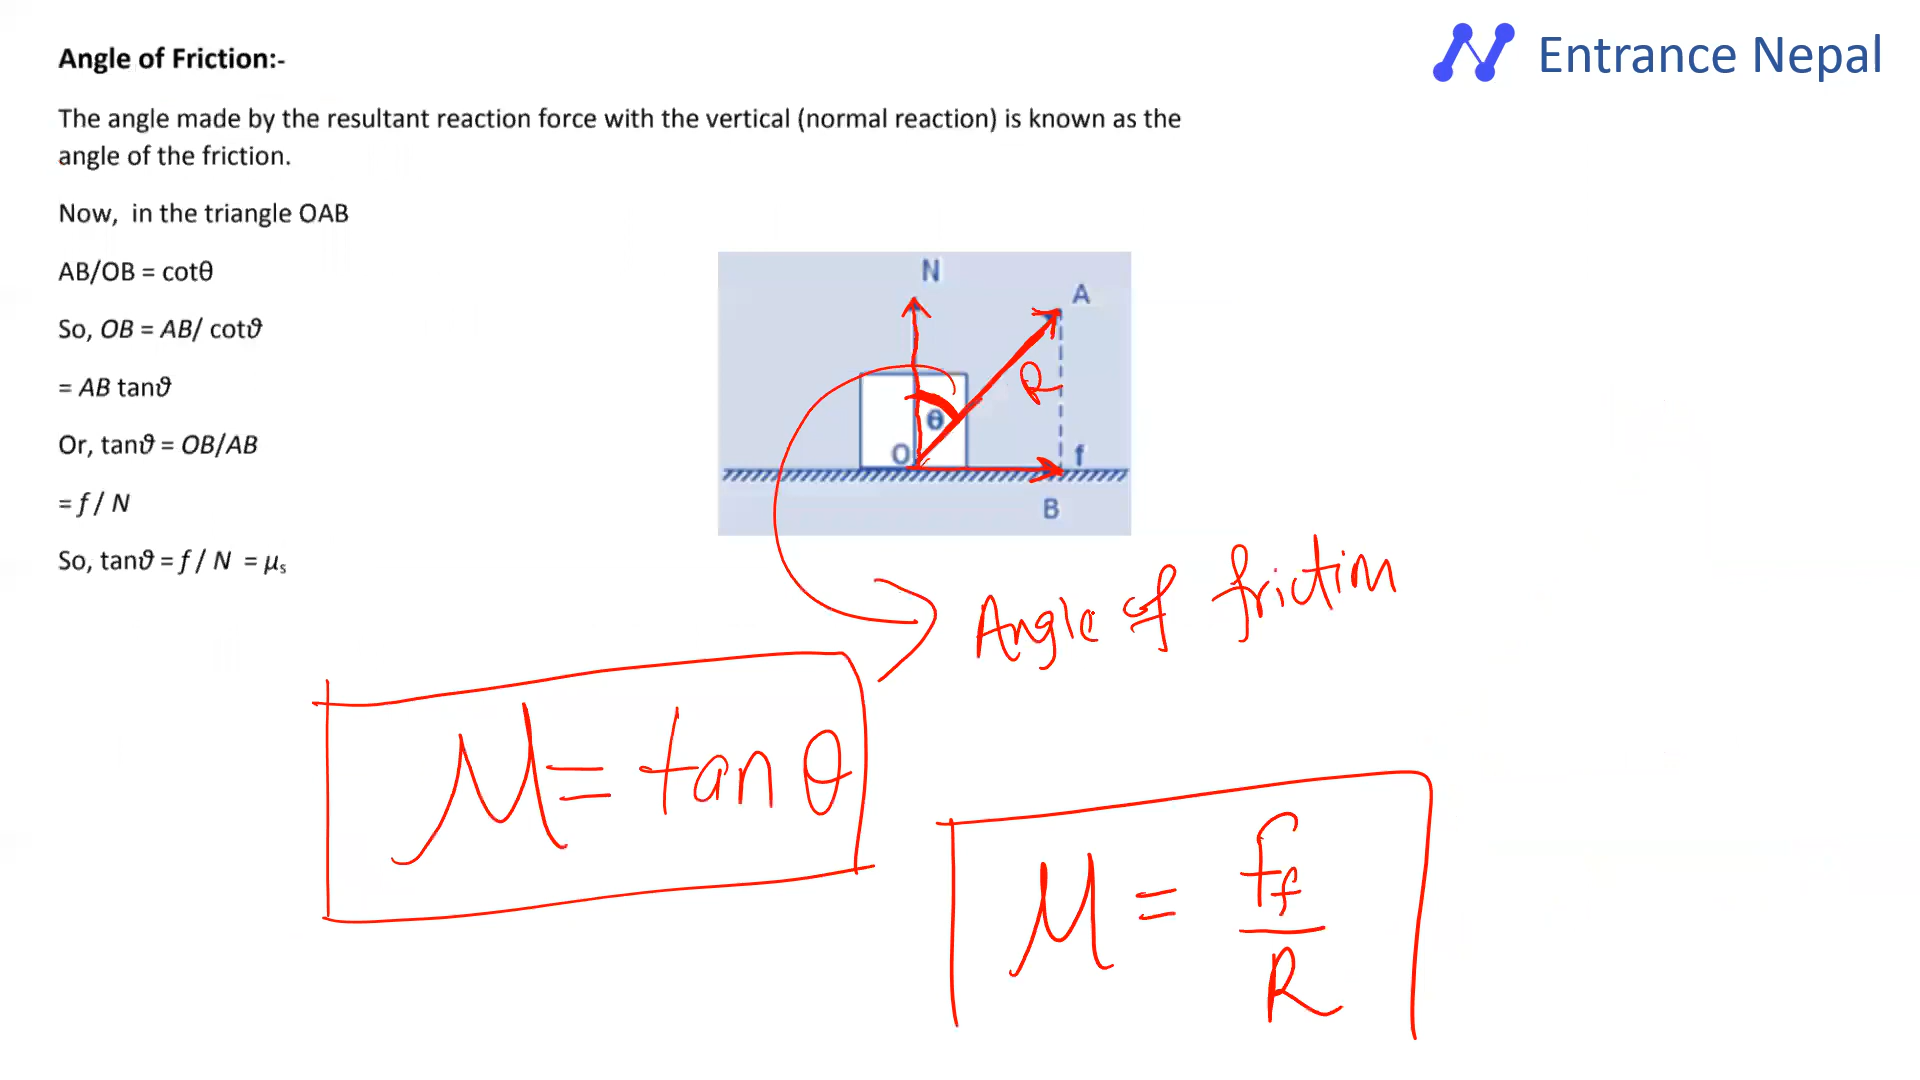 Entrance Nepal
Angle of Friction:-
The angle made by the resultant reaction force with the vertical (normal reaction) is known as the
angle of the friction.
Now, in the triangle OAB
AB/OB = cotθ
So, OB = AB/ cotϑ
= AB tanϑ
Or, tanϑ = OB/AB
= f / N
So, tanϑ = f / N = μs
N
A
R
θ
O
f
B
Angle of friction
μ = tan θ
μ = ff
R